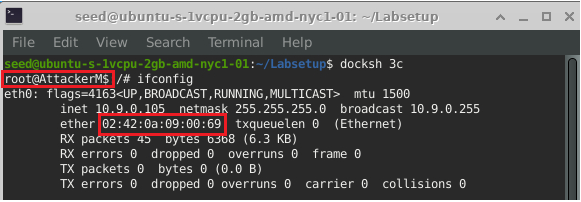 seed@ubuntu-s-1vcpu-2gb-amd-nyc1-01: ~/Labsetup
File Edit View Search Terminal Help
seed@ubuntu-s-1vcpu-2gb-amd-nyc1-01:~/Labsetup$ docksh 3c
root@AttackerM$ /# ifconfig
eth0: flags=4163<UP,BROADCAST,RUNNING,MULTICAST>  mtu 1500
        inet 10.9.0.105  netmask 255.255.255.0  broadcast 10.9.0.255
        ether 02:42:0a:09:00:69  txqueuelen 0  (Ethernet)
        RX packets 45  bytes 6368 (6.3 KB)
        RX errors 0  dropped 0  overruns 0  frame 0
        TX packets 0  bytes 0 (0.0 B)
        TX errors 0  dropped 0 overruns 0  carrier 0  collisions 0